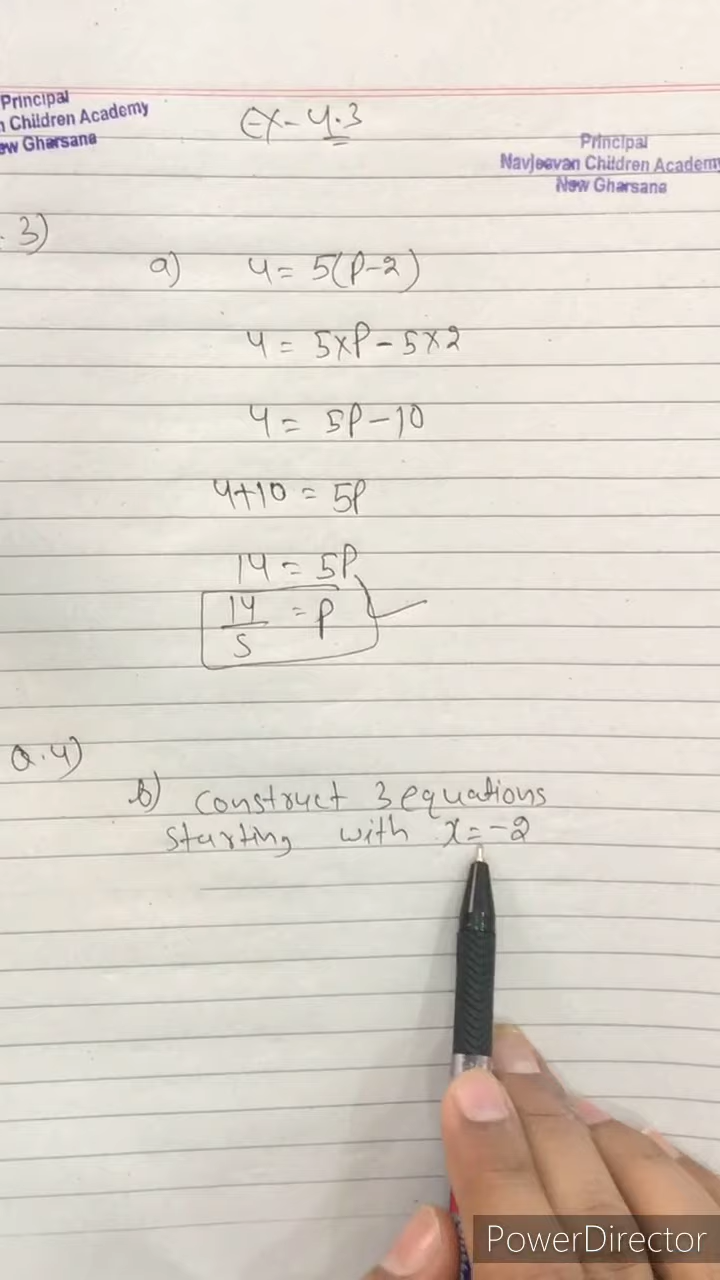 Principal
Children Academy
Gharsana
Ex-4.3
Principal
Navjeevan Children Academy
New Gharsana
3)
a) 4 = 5(P-2)
4 = 5×P - 5×2
4 = 5P - 10
4+10 = 5P
14 = 5P
14/5 = P
Q.4)
b) Construct 3 equations
starting with x = -2
PowerDirector